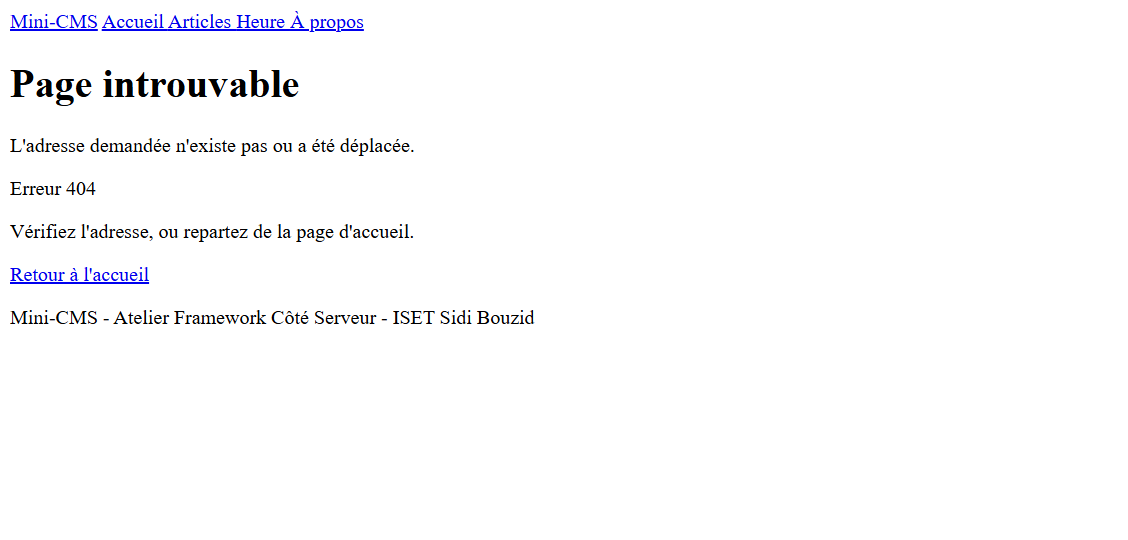 Mini-CMS Accueil Articles Heure À propos
Page introuvable
L'adresse demandée n'existe pas ou a été déplacée.
Erreur 404
Vérifiez l'adresse, ou repartez de la page d'accueil.
Retour à l'accueil
Mini-CMS - Atelier Framework Côté Serveur - ISET Sidi Bouzid